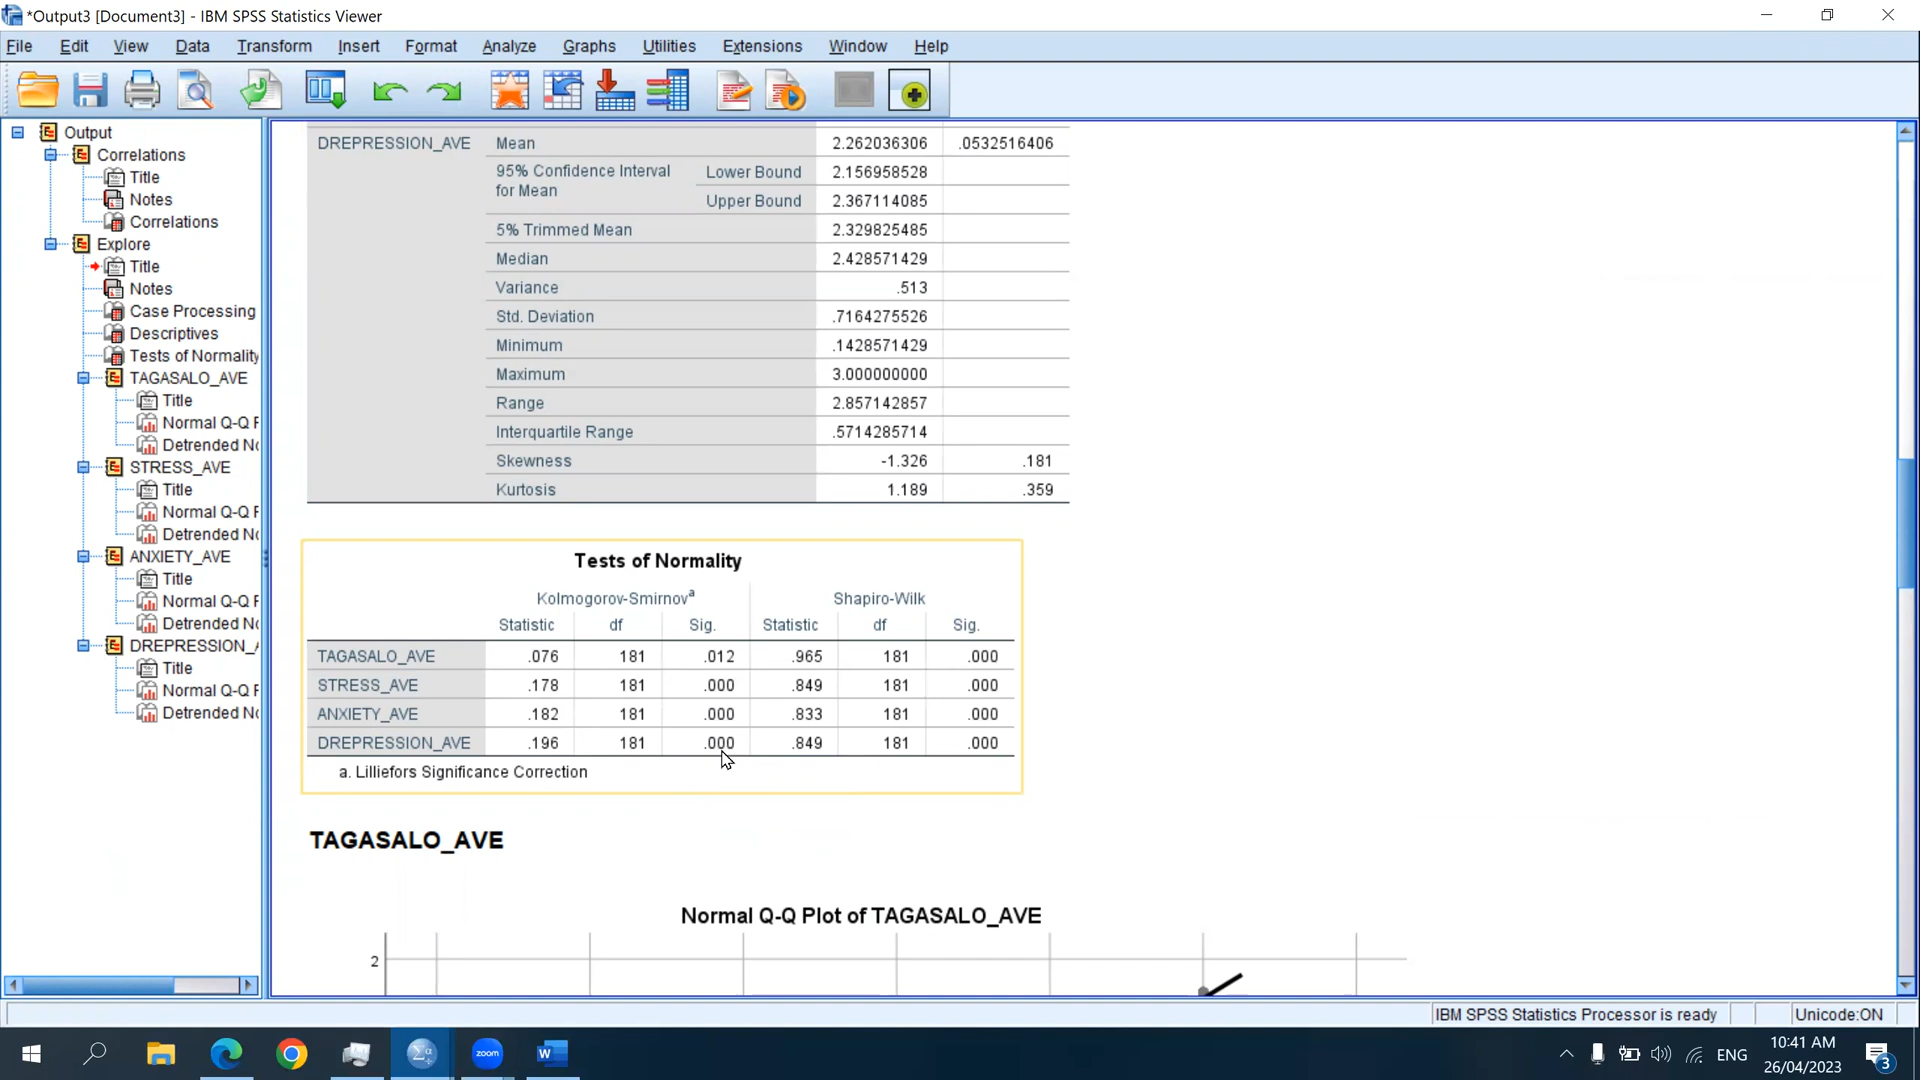 *Output3 [Document3] - IBM SPSS Statistics Viewer
File Edit View Data Transform Insert Format Analyze Graphs Utilities Extensions Window Help
Output
Correlations
Title
Notes
Correlations
Explore
Title
Notes
Case Processing
Descriptives
Tests of Normality
TAGASALO_AVE
Title
Normal Q-Q P
Detrended No
STRESS_AVE
Title
Normal Q-Q P
Detrended No
ANXIETY_AVE
Title
Normal Q-Q P
Detrended No
DREPRESSION_A
Title
Normal Q-Q P
Detrended No
DREPRESSION_AVE Mean 2.262036306 .0532516406
95% Confidence Interval for Mean Lower Bound 2.156958528
Upper Bound 2.367114085
5% Trimmed Mean 2.329825485
Median 2.428571429
Variance .513
Std. Deviation .7164275526
Minimum .1428571429
Maximum 3.000000000
Range 2.857142857
Interquartile Range .5714285714
Skewness -1.326 .181
Kurtosis 1.189 .359
Tests of Normality
Kolmogorov-Smirnov^a Shapiro-Wilk
Statistic df Sig. Statistic df Sig.
TAGASALO_AVE .076 181 .012 .965 181 .000
STRESS_AVE .178 181 .000 .849 181 .000
ANXIETY_AVE .182 181 .000 .833 181 .000
DREPRESSION_AVE .196 181 .000 .849 181 .000
a. Lilliefors Significance Correction
TAGASALO_AVE
Normal Q-Q Plot of TAGASALO_AVE
2
IBM SPSS Statistics Processor is ready Unicode:ON
zoom
ENG
10:41 AM
26/04/2023
3